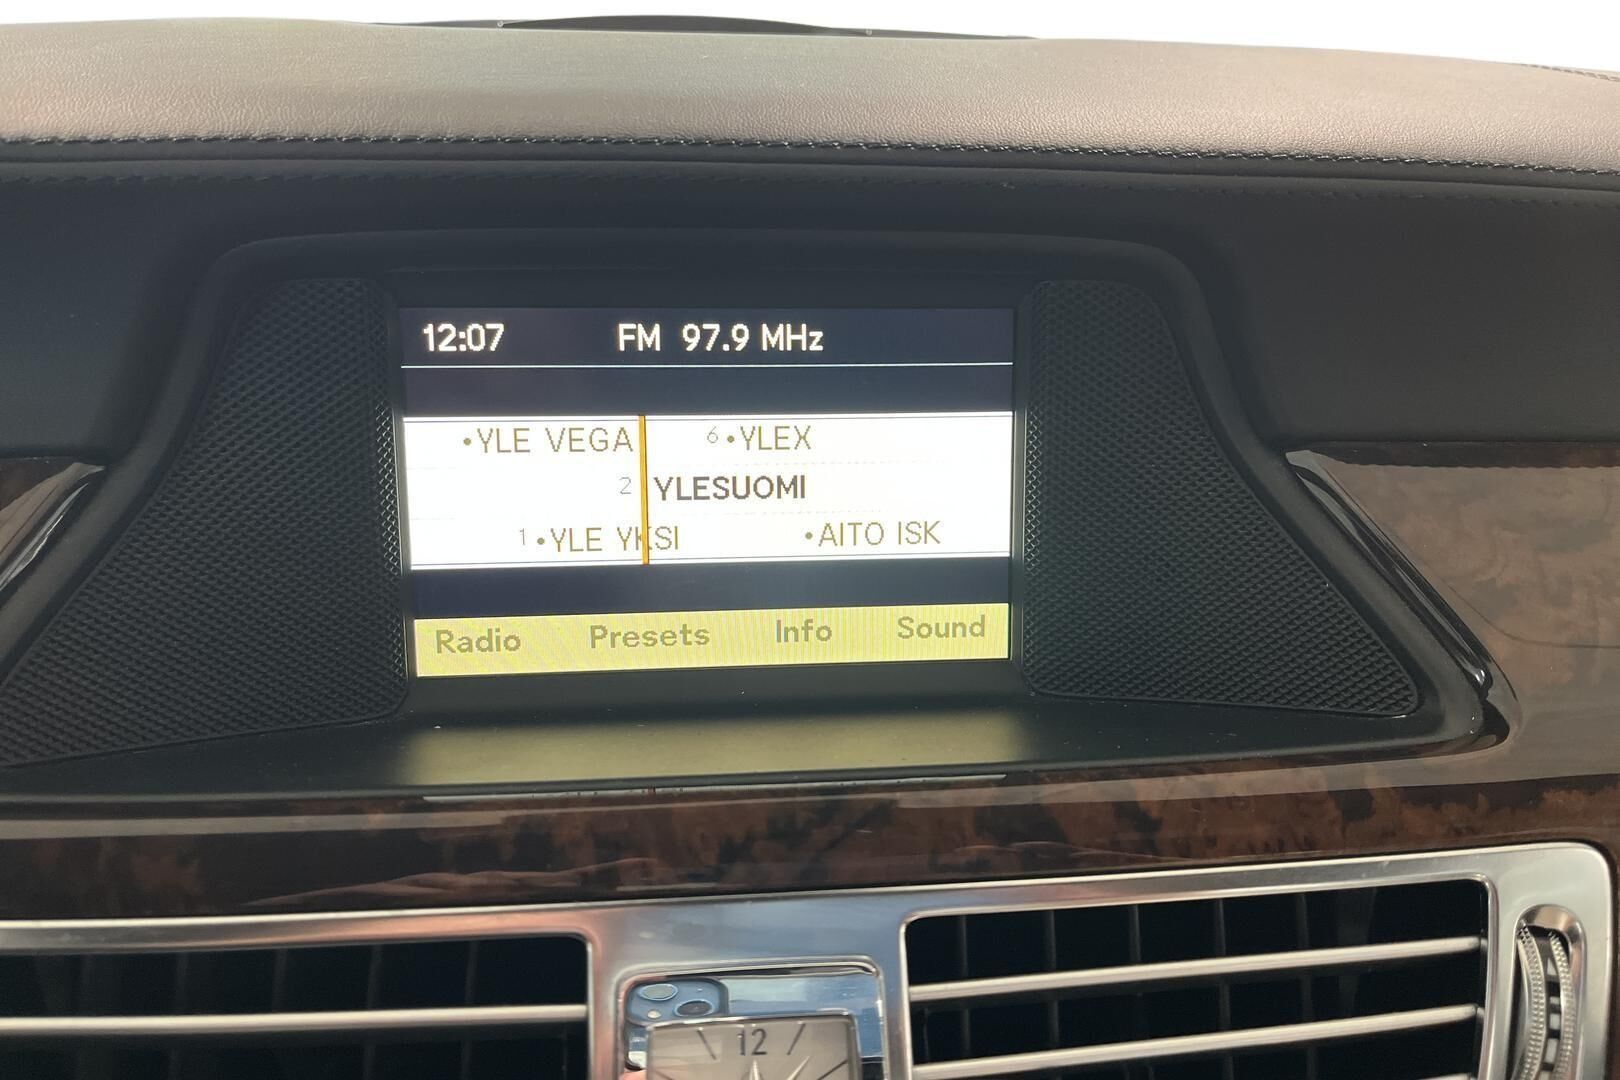 12:07 FM 97.9 MHz
•YLE VEGA 6 •YLEX
2 YLESUOMI
1 •YLE YKSI •AITO ISK
Radio Presets Info Sound
12